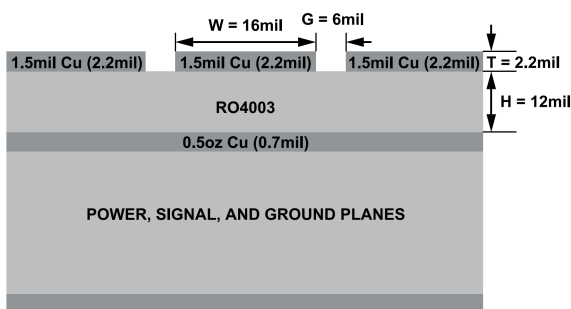 G = 6mil
W = 16mil
1.5mil Cu (2.2mil)
1.5mil Cu (2.2mil)
1.5mil Cu (2.2mil)
T = 2.2mil
H = 12mil
RO4003
0.5oz Cu (0.7mil)
POWER, SIGNAL, AND GROUND PLANES